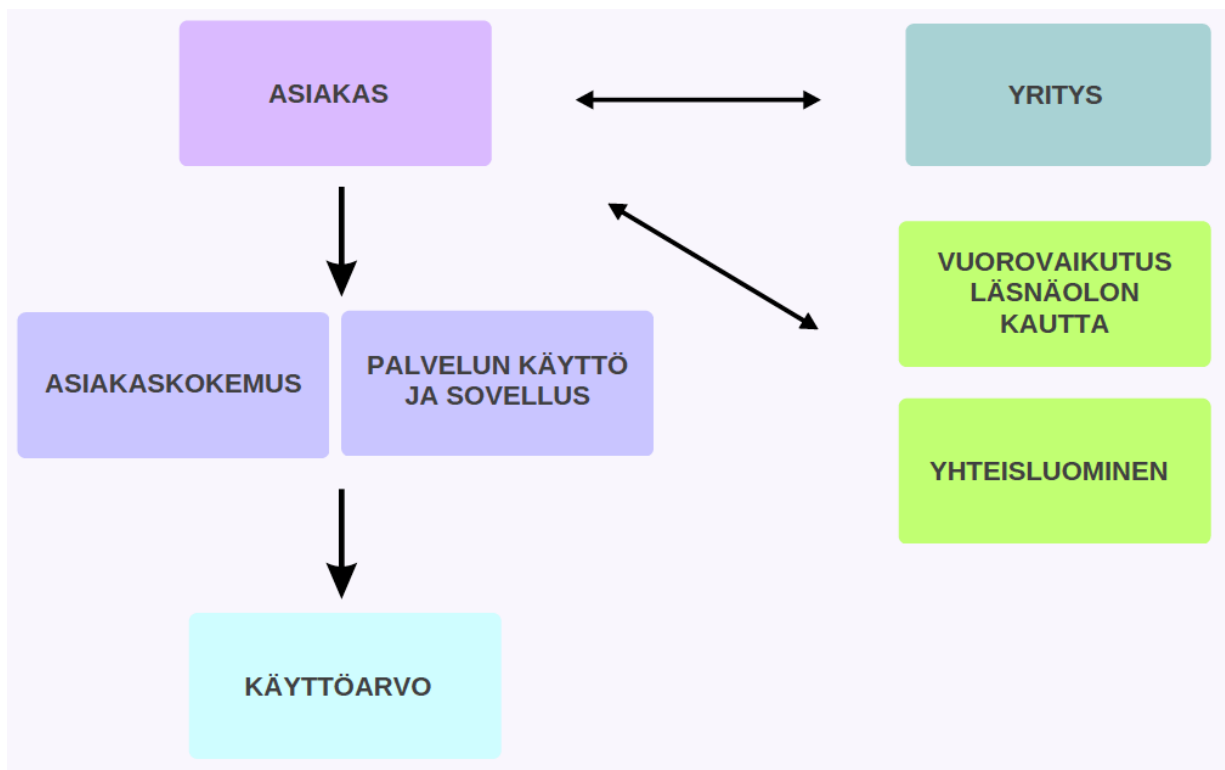 ASIAKAS
YRITYS
VUOROVAIKUTUS
LÄSNÄOLON
KAUTTA
ASIAKASKOKEMUS
PALVELUN KÄYTTÖ
JA SOVELLUS
YHTEISLUOMINEN
KÄYTTÖARVO